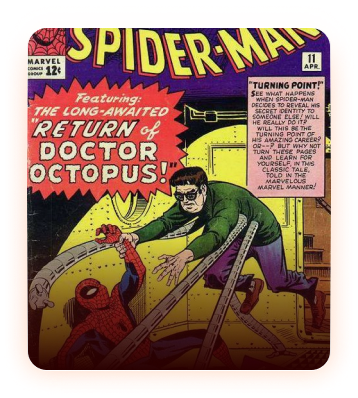 SPIDER-MAN
MARVEL
COMICS
GROUP
12¢
11
APR.
Featuring:
THE LONG-AWAITED
"RETURN of
DOCTOR
OCTOPUS!"
"TURNING POINT!"
SEE WHAT HAPPENS
WHEN SPIDER-MAN
DECIDES TO REVEAL HIS
SECRET IDENTITY TO
SOMEONE ELSE! WILL
HE REALLY DO IT?
WILL THIS BE THE
TURNING POINT OF
HIS AMAZING CAREER?
OR---? BUT WHY NOT
TURN THESE PAGES
AND LEARN FOR
YOURSELF, IN THIS
CLASSIC TALE,
TOLD IN THE
MARVELOUS
MARVEL MANNER!